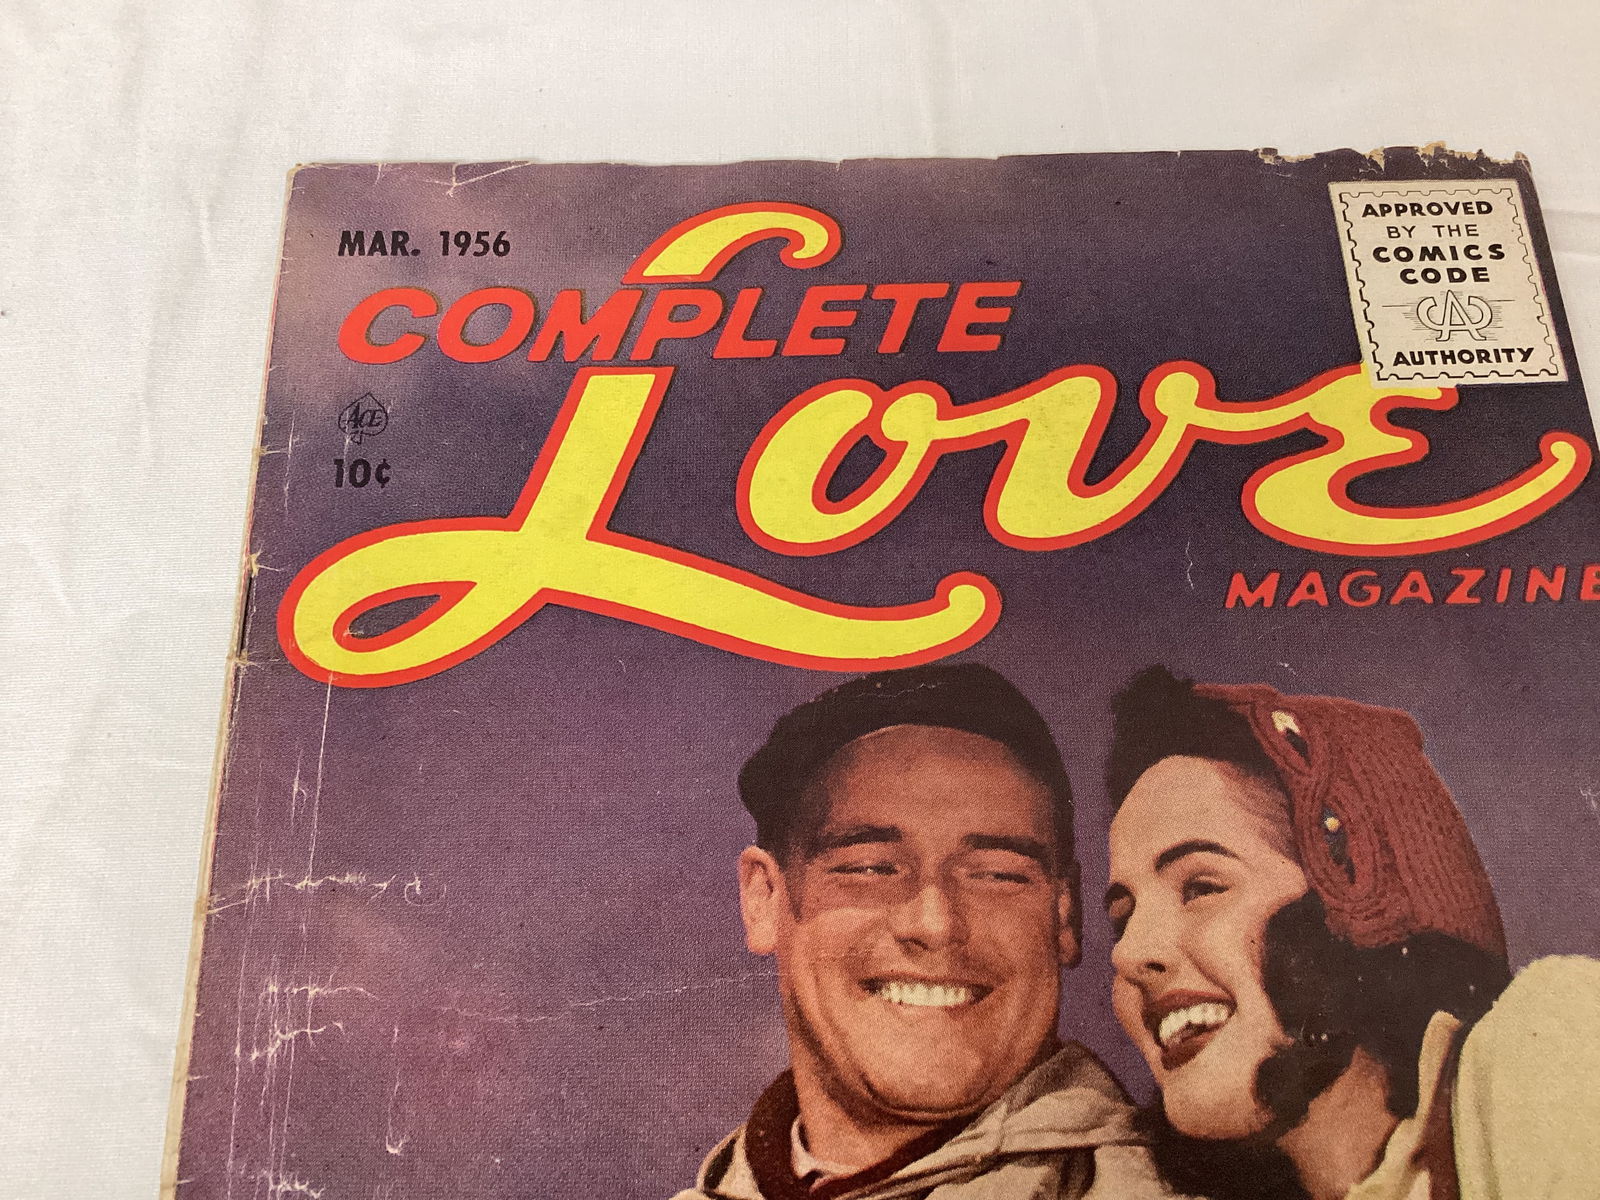 MAR. 1956
COMPLETE
Love
MAGAZINE
ACE
10¢
APPROVED
BY THE
COMICS
CODE
CA
AUTHORITY